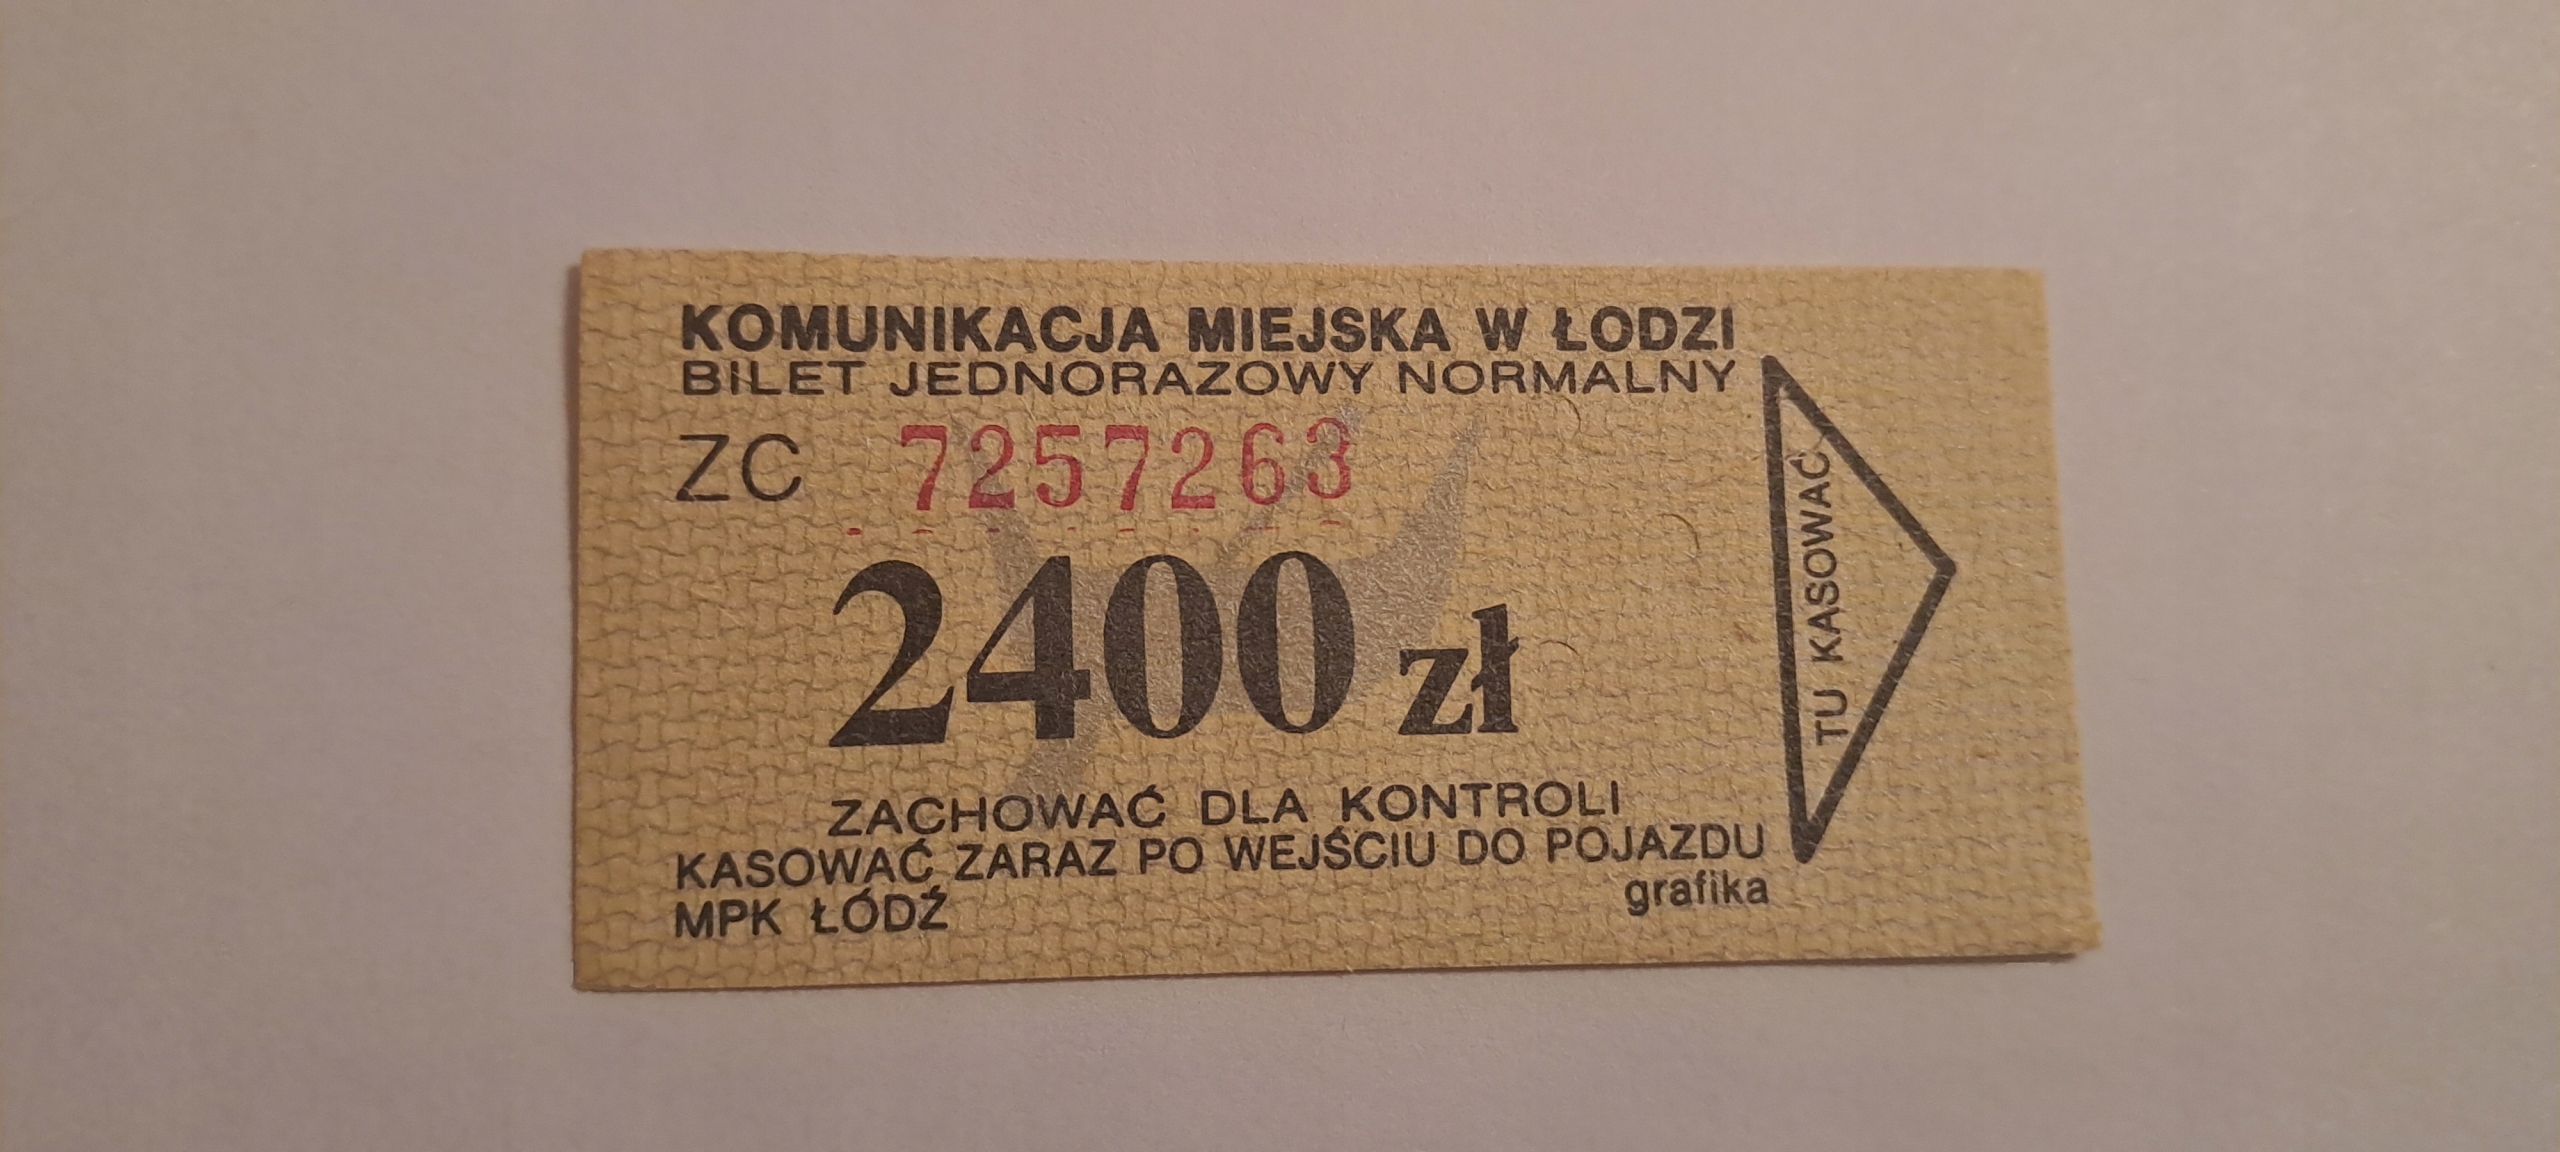 KOMUNIKACJA MIEJSKA W ŁODZI
BILET JEDNORAZOWY NORMALNY
ZC 7257263
2400 zł
TU KASOWAĆ
ZACHOWAĆ DLA KONTROLI
KASOWAĆ ZARAZ PO WEJŚCIU DO POJAZDU
grafika
MPK ŁÓDŹ